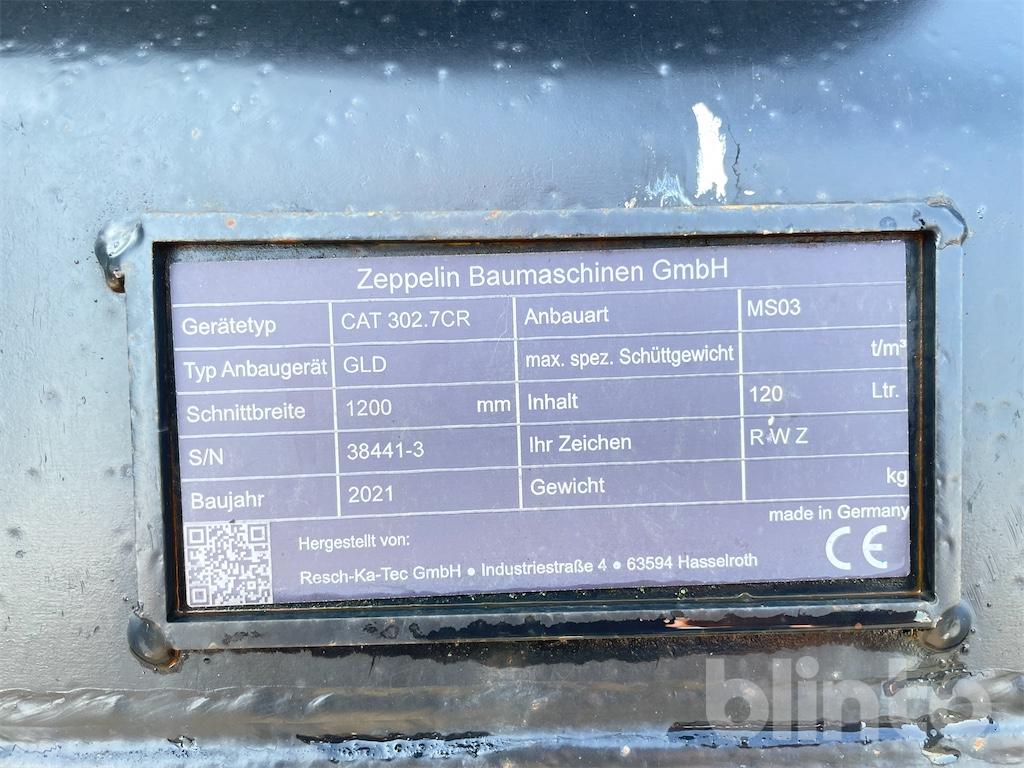 Zeppelin Baumaschinen GmbH
Gerätetyp CAT 302.7CR Anbauart MS03
Typ Anbaugerät GLD max. spez. Schüttgewicht t/m³
Schnittbreite 1200 mm Inhalt 120 Ltr.
S/N 38441-3 Ihr Zeichen RWZ
Baujahr 2021 Gewicht kg
made in Germany
Hergestellt von:
Resch-Ka-Tec GmbH ● Industriestraße 4 ● 63594 Hasselroth
CE
blinto